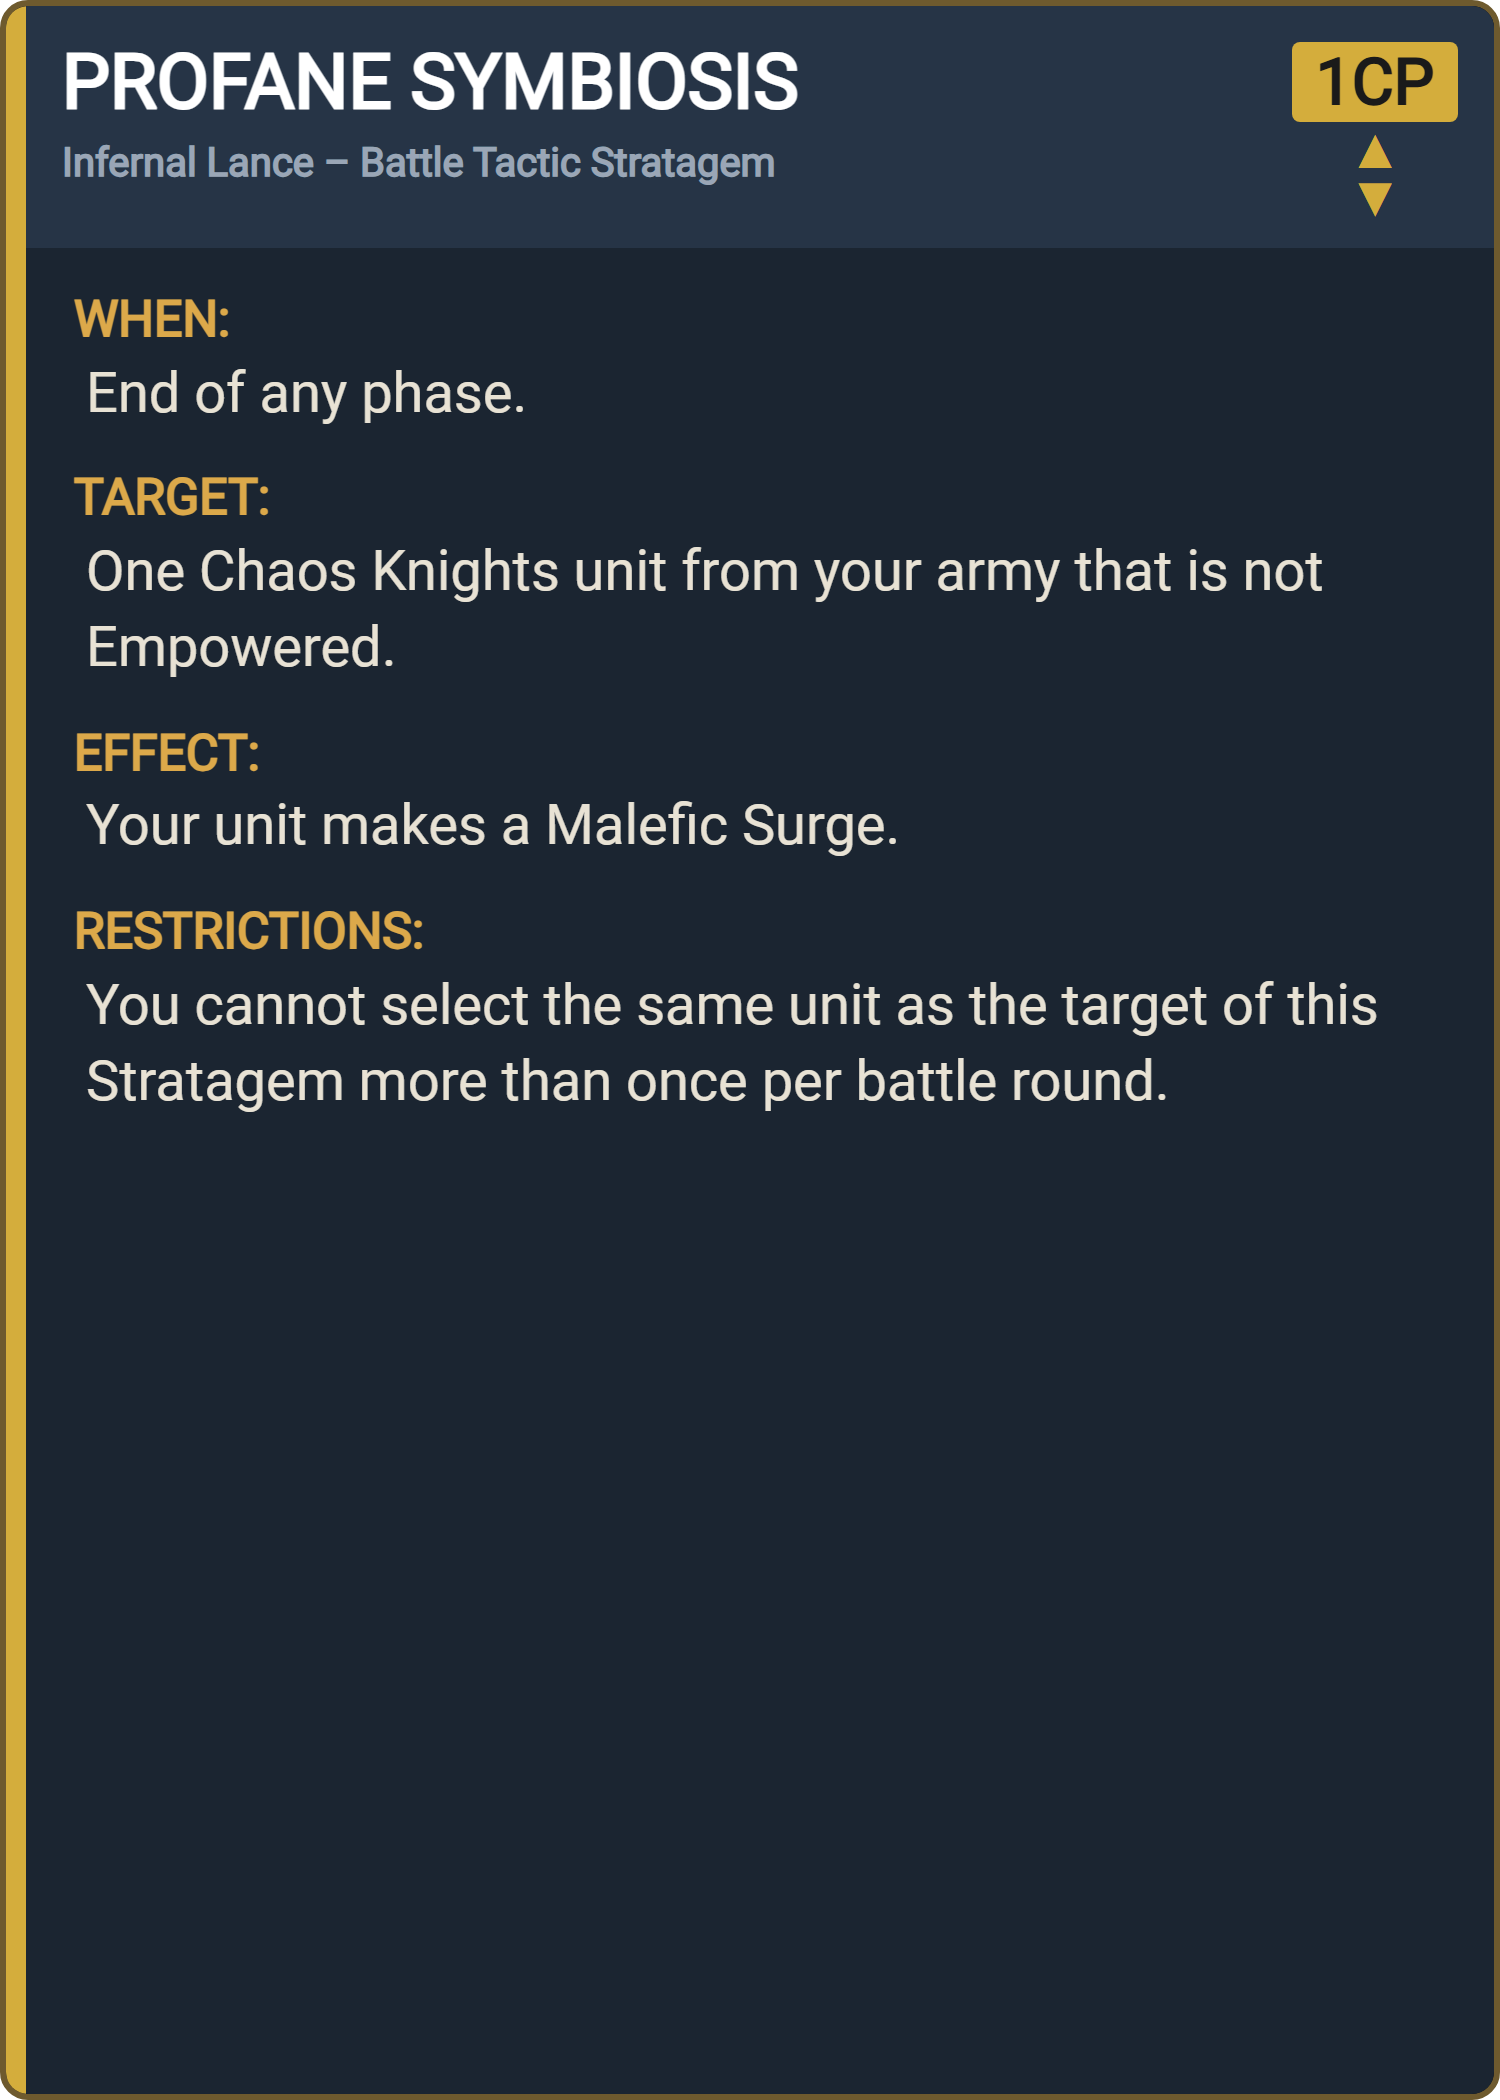 PROFANE SYMBIOSIS
1CP
Infernal Lance – Battle Tactic Stratagem
WHEN:
End of any phase.
TARGET:
One Chaos Knights unit from your army that is not
Empowered.
EFFECT:
Your unit makes a Malefic Surge.
RESTRICTIONS:
You cannot select the same unit as the target of this
Stratagem more than once per battle round.